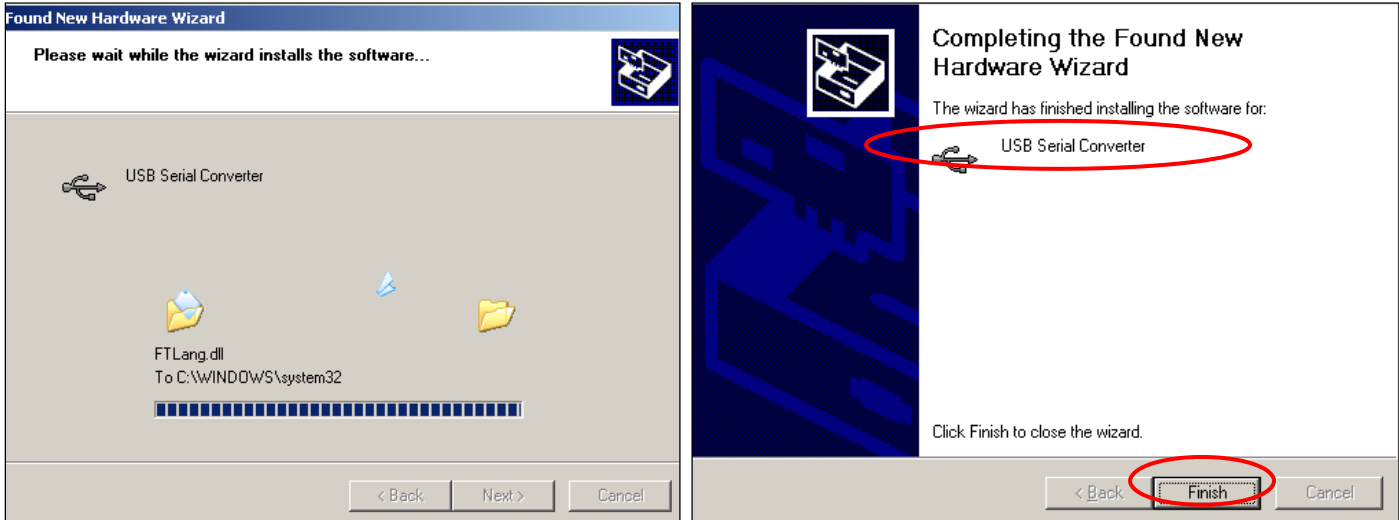 Found New Hardware Wizard
Please wait while the wizard installs the software...
USB Serial Converter
FTLang.dll
To C:\WINDOWS\system32
< Back
Next >
Cancel
Completing the Found New
Hardware Wizard
The wizard has finished installing the software for:
USB Serial Converter
Click Finish to close the wizard.
< Back
Finish
Cancel